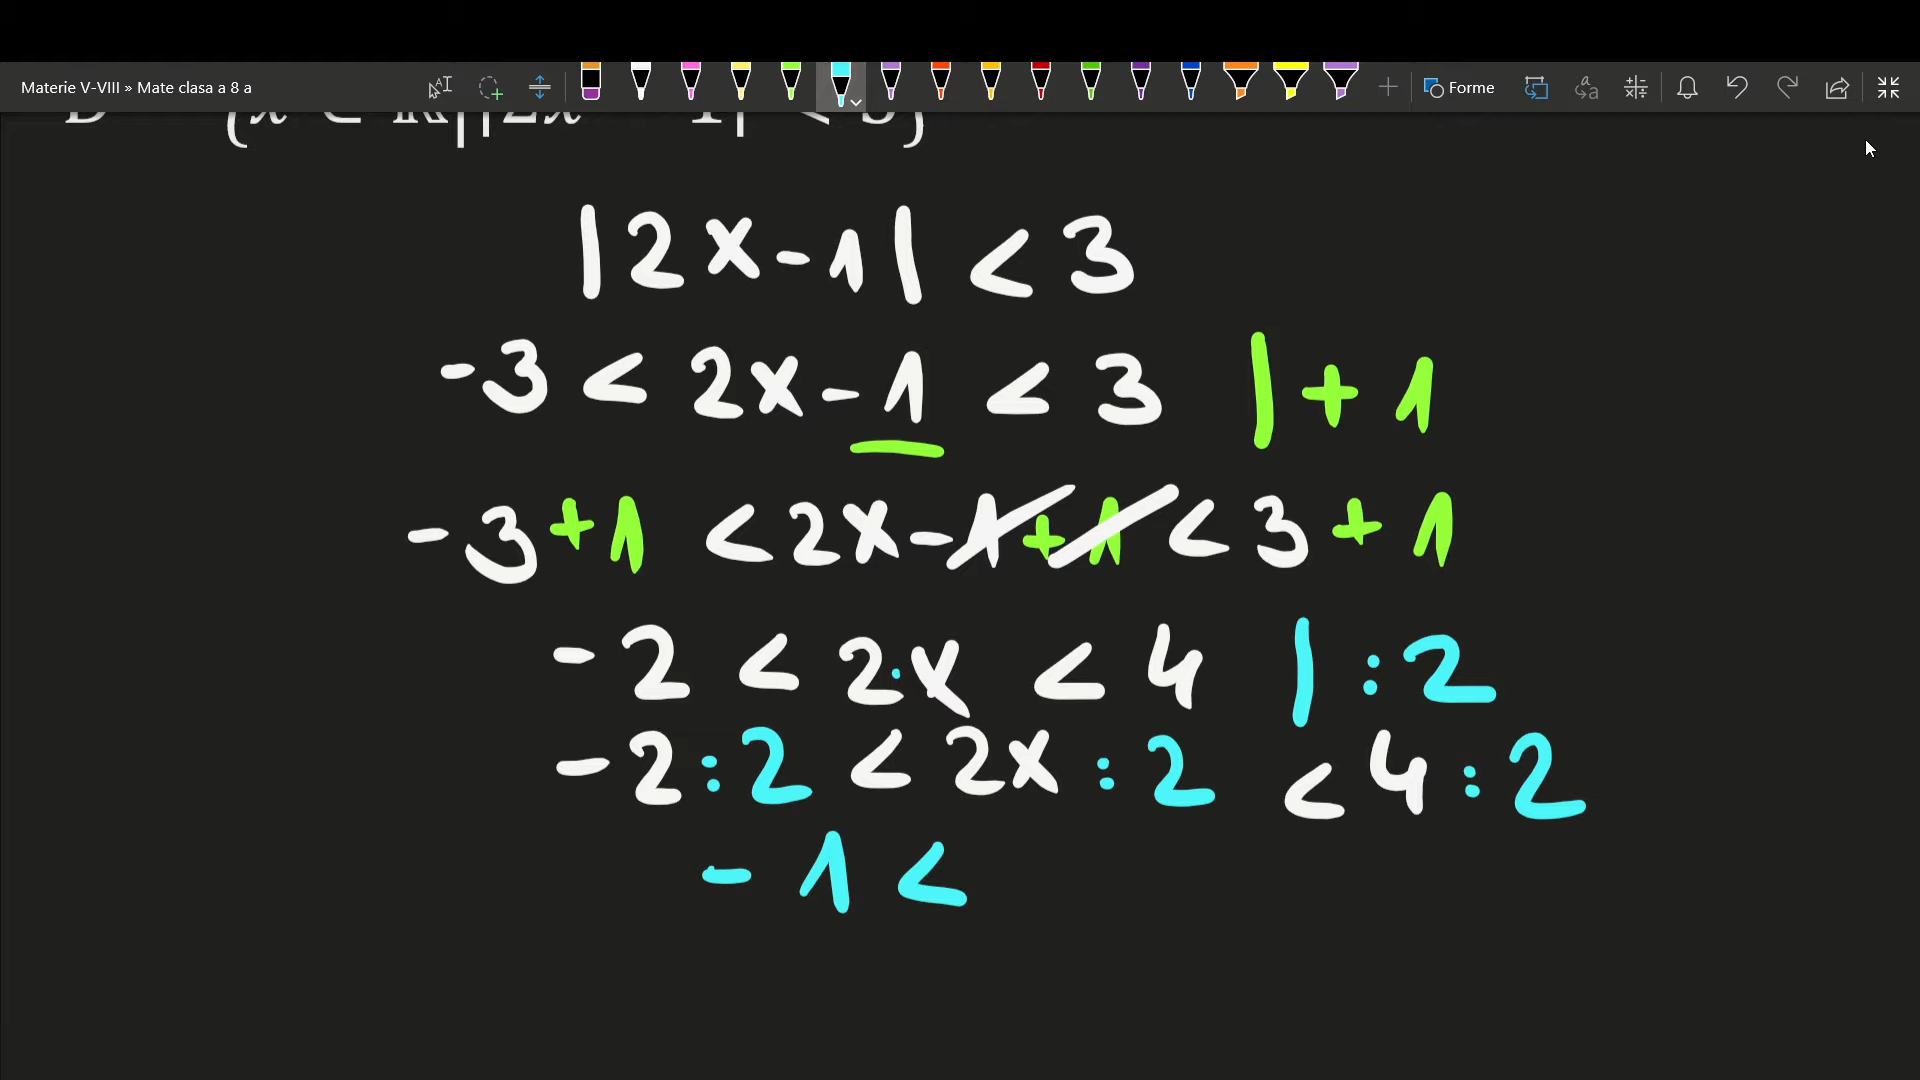 Materie V-VIII » Mate clasa a 8 a
Forme
|2x-1| < 3
-3 < 2x-1 < 3 | +1
-3+1 < 2x-1+1 < 3+1
-2 < 2·x < 4 | :2
-2:2 < 2x:2 < 4:2
-1 <